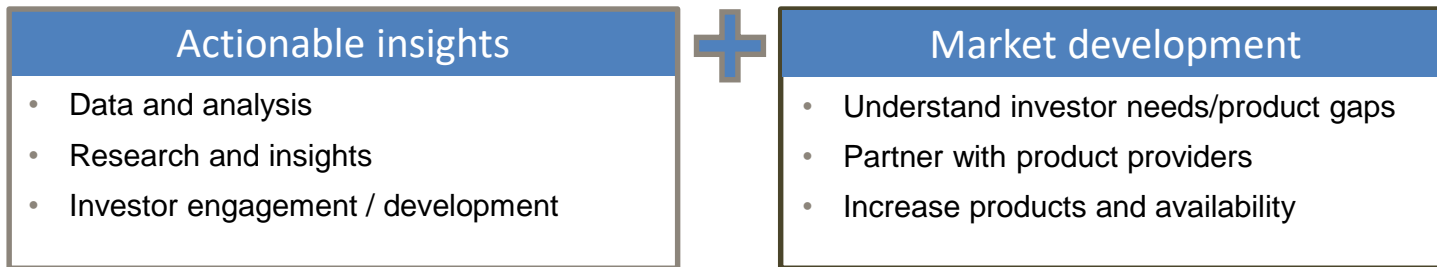 Actionable insights
• Data and analysis
• Research and insights
• Investor engagement / development
Market development
• Understand investor needs/product gaps
• Partner with product providers
• Increase products and availability